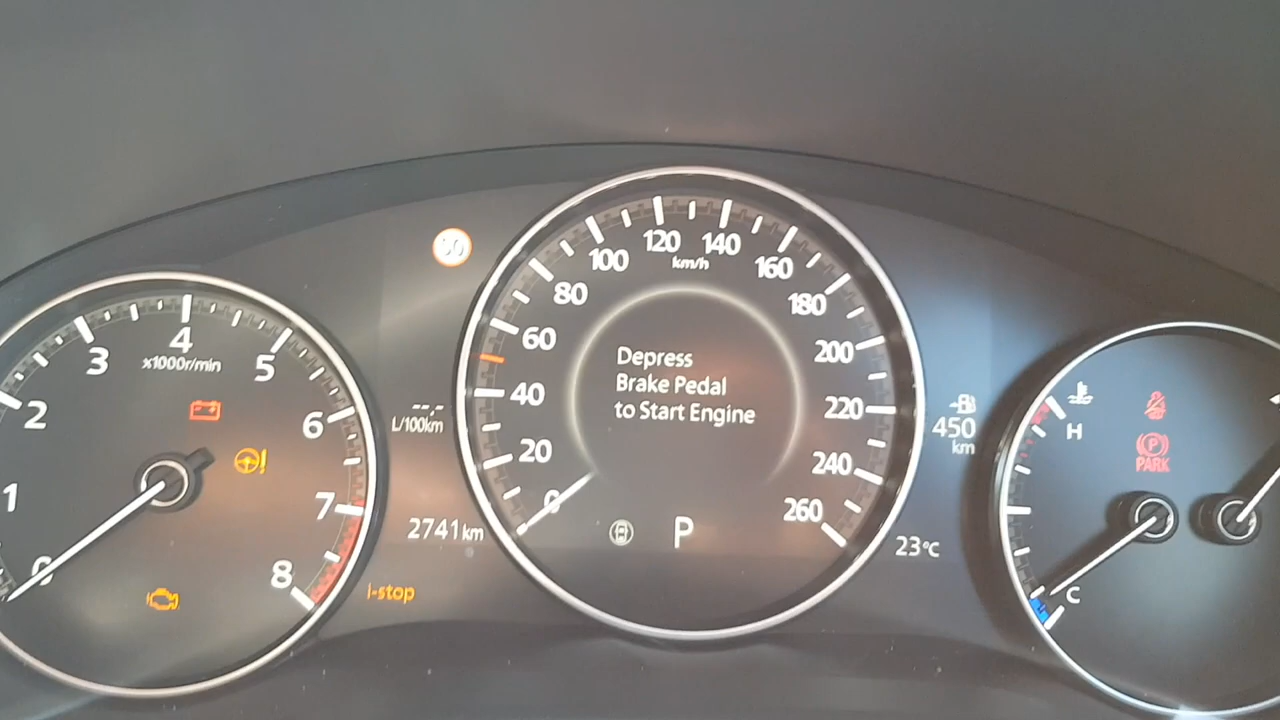 120 140
100 km/h 160
80 180
60 200
40 220
20 240
0 260
Depress
Brake Pedal
to Start Engine
P
4
3 x1000r/min 5
2 6
1 7
0 8
L/100km
2741 km
i-stop
450
km
23°C
H
P
PARK
C